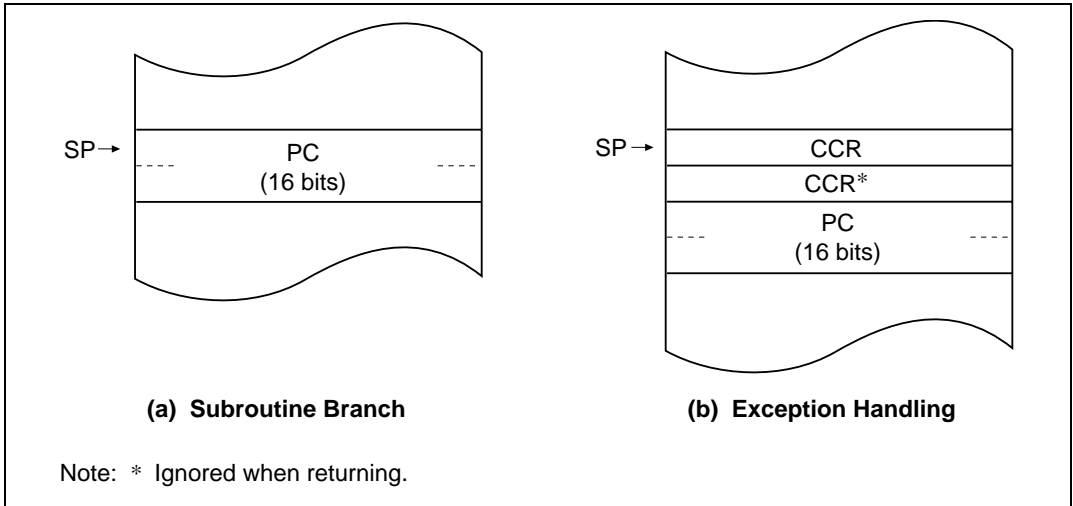 SP→
PC
(16 bits)
(a) Subroutine Branch
SP→
CCR
CCR*
PC
(16 bits)
(b) Exception Handling
Note: * Ignored when returning.